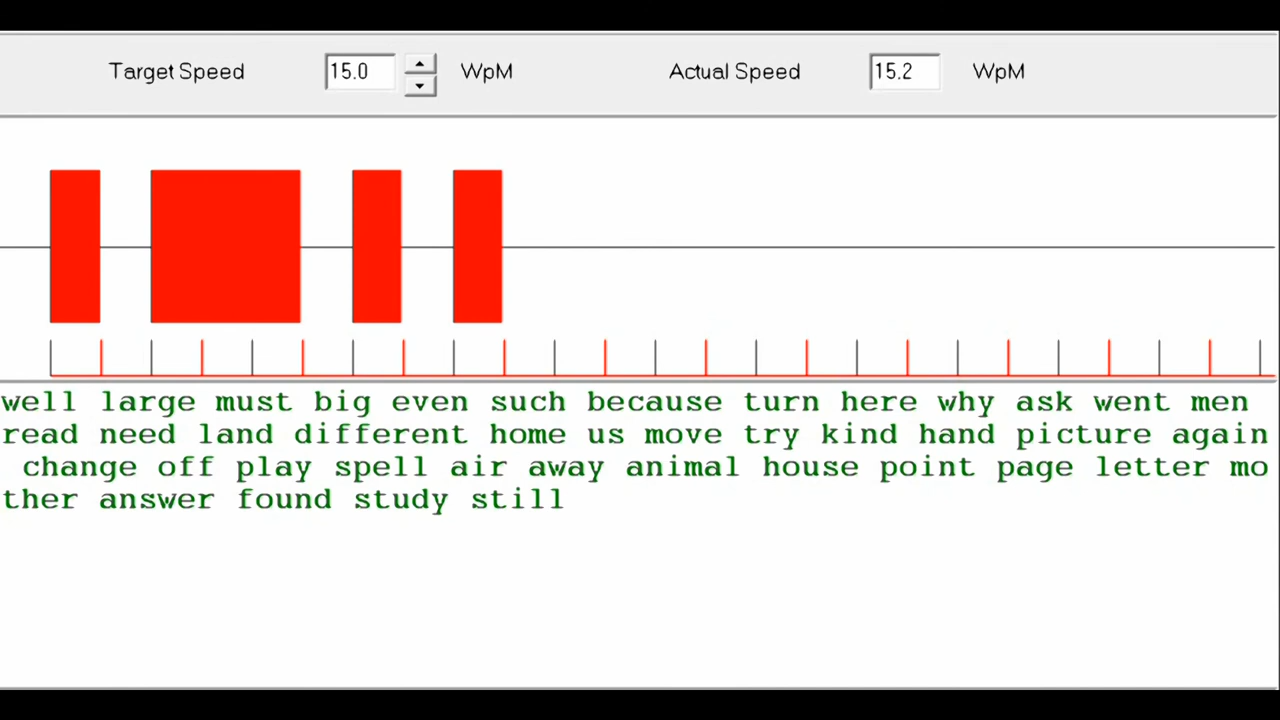 Target Speed 15.0 WpM Actual Speed 15.2 WpM
well large must big even such because turn here why ask went men
read need land different home us move try kind hand picture again
change off play spell air away animal house point page letter mo
ther answer found study still